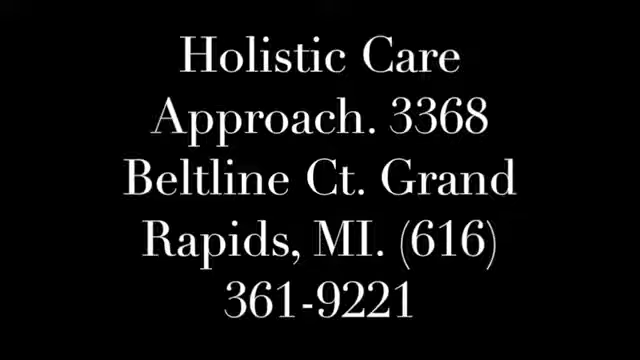 Holistic Care
Approach. 3368
Beltline Ct. Grand
Rapids, MI. (616)
361-9221